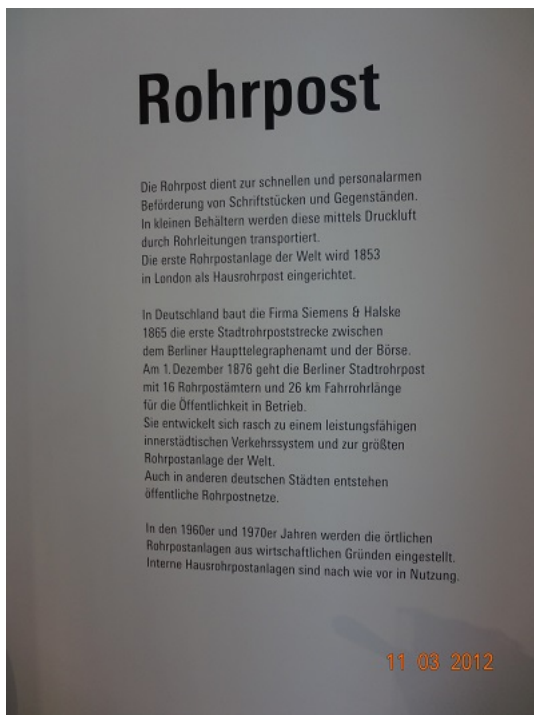 Rohrpost
Die Rohrpost dient zur schnellen und personalarmen
Beförderung von Schriftstücken und Gegenständen.
In kleinen Behältern werden diese mittels Druckluft
durch Rohrleitungen transportiert.
Die erste Rohrpostanlage der Welt wird 1853
in London als Hausrohrpost eingerichtet.
In Deutschland baut die Firma Siemens & Halske
1865 die erste Stadtrohrpoststrecke zwischen
dem Berliner Haupttelegraphenamt und der Börse.
Am 1. Dezember 1876 geht die Berliner Stadtrohrpost
mit 16 Rohrpostämtern und 26 km Fahrrohrlänge
für die Öffentlichkeit in Betrieb.
Sie entwickelt sich rasch zu einem leistungsfähigen
innerstädtischen Verkehrssystem und zur größten
Rohrpostanlage der Welt.
Auch in anderen deutschen Städten entstehen
öffentliche Rohrpostnetze.
In den 1960er und 1970er Jahren werden die örtlichen
Rohrpostanlagen aus wirtschaftlichen Gründen eingestellt.
Interne Hausrohrpostanlagen sind nach wie vor in Nutzung.
11 03 2012